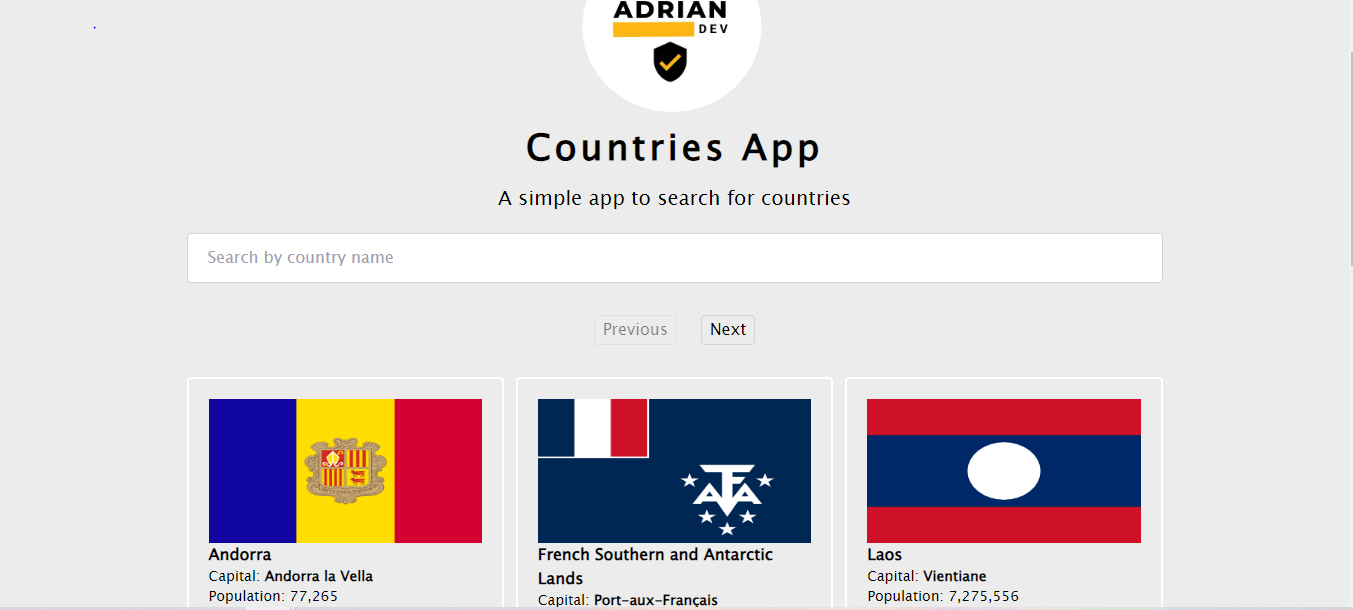 ADRIAN
DEV
Countries App
A simple app to search for countries
Search by country name
Previous Next
Andorra
Capital: Andorra la Vella
Population: 77,265
French Southern and Antarctic
Lands
Capital: Port-aux-Français
Laos
Capital: Vientiane
Population: 7,275,556